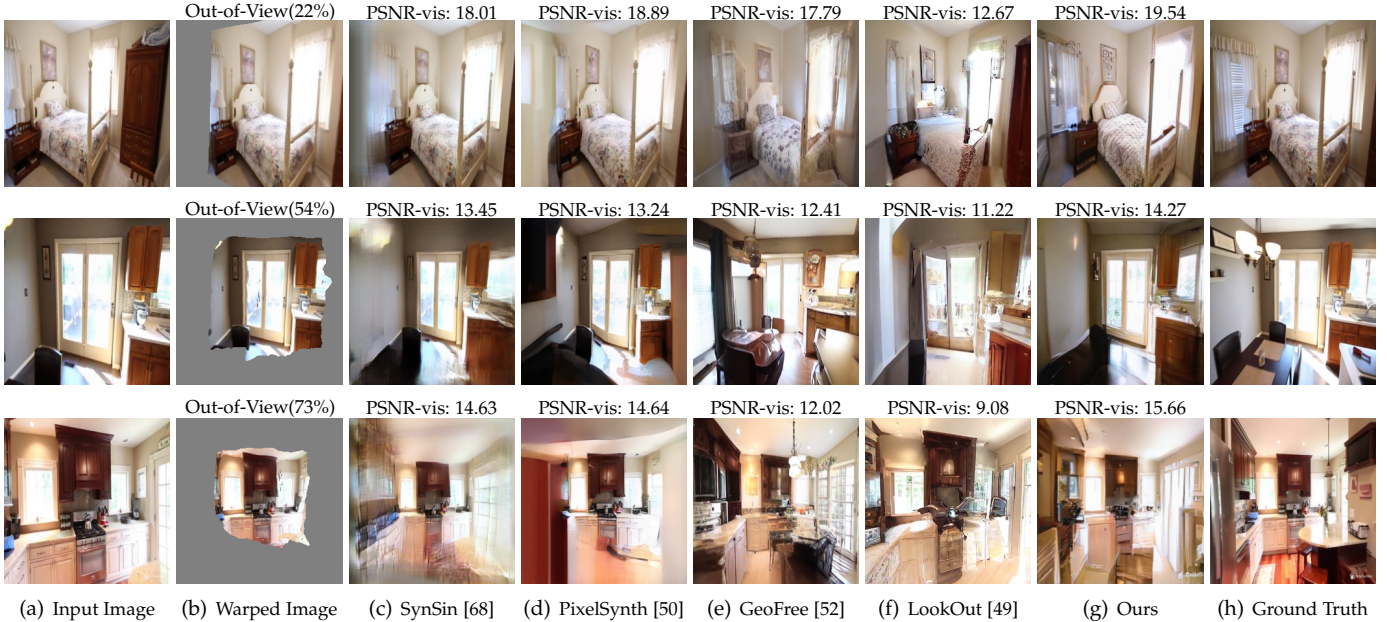 Out-of-View(22%) PSNR-vis: 18.01 PSNR-vis: 18.89 PSNR-vis: 17.79 PSNR-vis: 12.67 PSNR-vis: 19.54
Out-of-View(54%) PSNR-vis: 13.45 PSNR-vis: 13.24 PSNR-vis: 12.41 PSNR-vis: 11.22 PSNR-vis: 14.27
Out-of-View(73%) PSNR-vis: 14.63 PSNR-vis: 14.64 PSNR-vis: 12.02 PSNR-vis: 9.08 PSNR-vis: 15.66
(a) Input Image (b) Warped Image (c) SynSin [68] (d) PixelSynth [50] (e) GeoFree [52] (f) LookOut [49] (g) Ours (h) Ground Truth